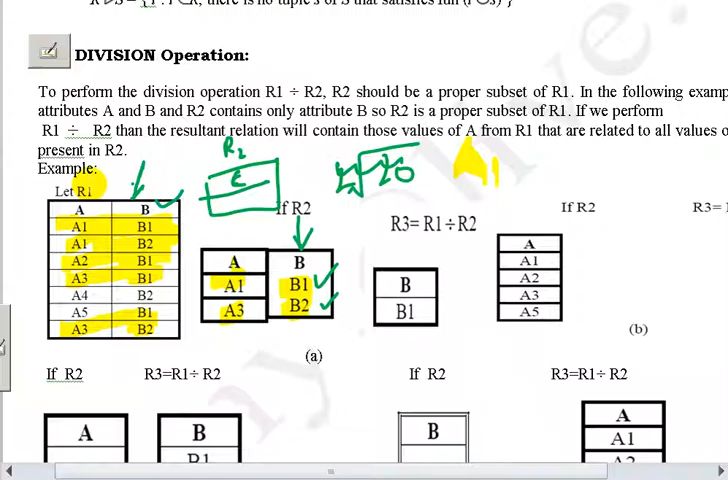 DIVISION Operation:
To perform the division operation R1 ÷ R2, R2 should be a proper subset of R1. In the following examp
attributes A and B and R2 contains only attribute B so R2 is a proper subset of R1. If we perform
R1 ÷ R2 than the resultant relation will contain those values of A from R1 that are related to all values o
present in R2.
Example:
R2
Let R1
If R2
If R2
R3=
R3= R1÷R2
A B
A1 B1
A1 B2
A2 B1
A3 B1
A4 B2
A5 B1
A3 B2
A B
A1 B1
A3 B2
B
B1
A
A1
A2
A3
A5
(a)
(b)
If R2
R3=R1÷ R2
If R2
R3=R1÷ R2
A
B
B1
B
A
A1